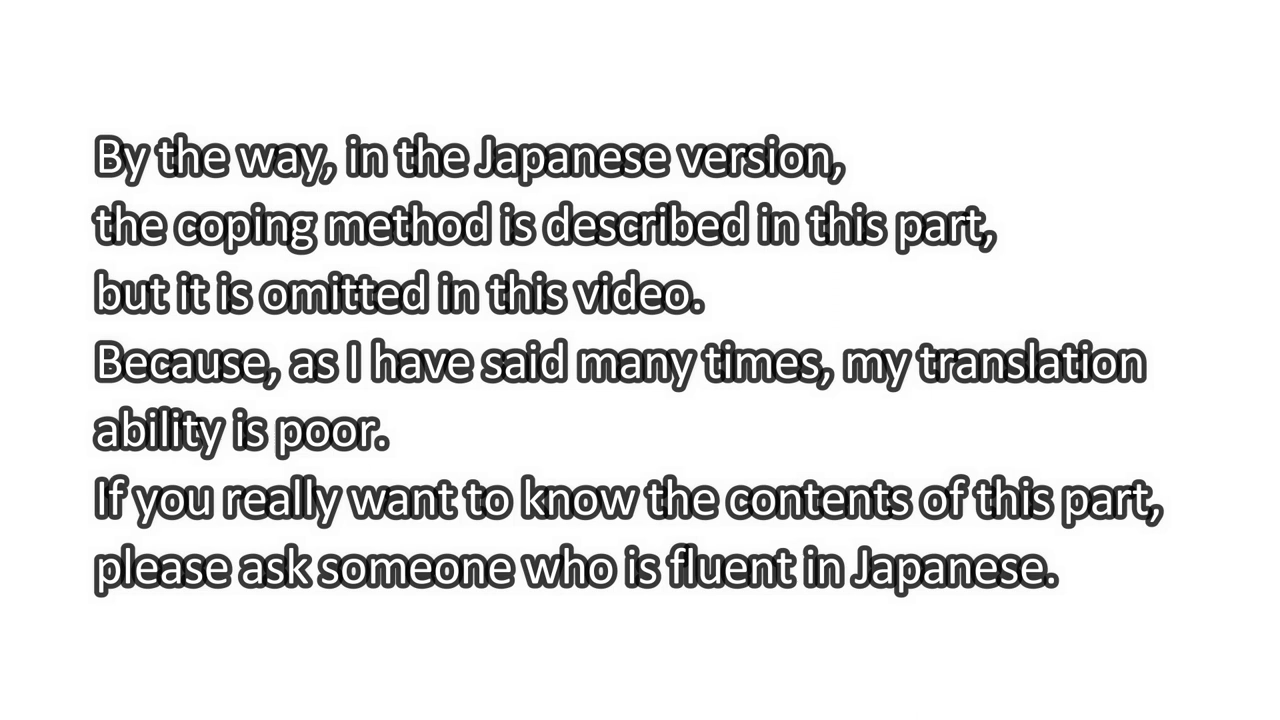 By the way, in the Japanese version,
the coping method is described in this part,
but it is omitted in this video.
Because, as I have said many times, my translation
ability is poor.
If you really want to know the contents of this part,
please ask someone who is fluent in Japanese.